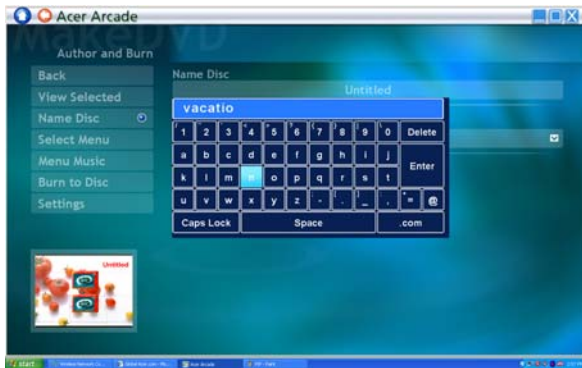 Acer Arcade
MakeDVD
Author and Burn
Back
View Selected
Name Disc
Select Menu
Menu Music
Burn to Disc
Settings
Name Disc
Untitled
vacatio
1 2 3 4 5 6 7 8 9 0 Delete
a b c d e f g h i j
Enter
k l m n o p q r s t
u v w x y z - . _ , = @
Caps Lock Space .com
Untitled
start
Acer Arcade